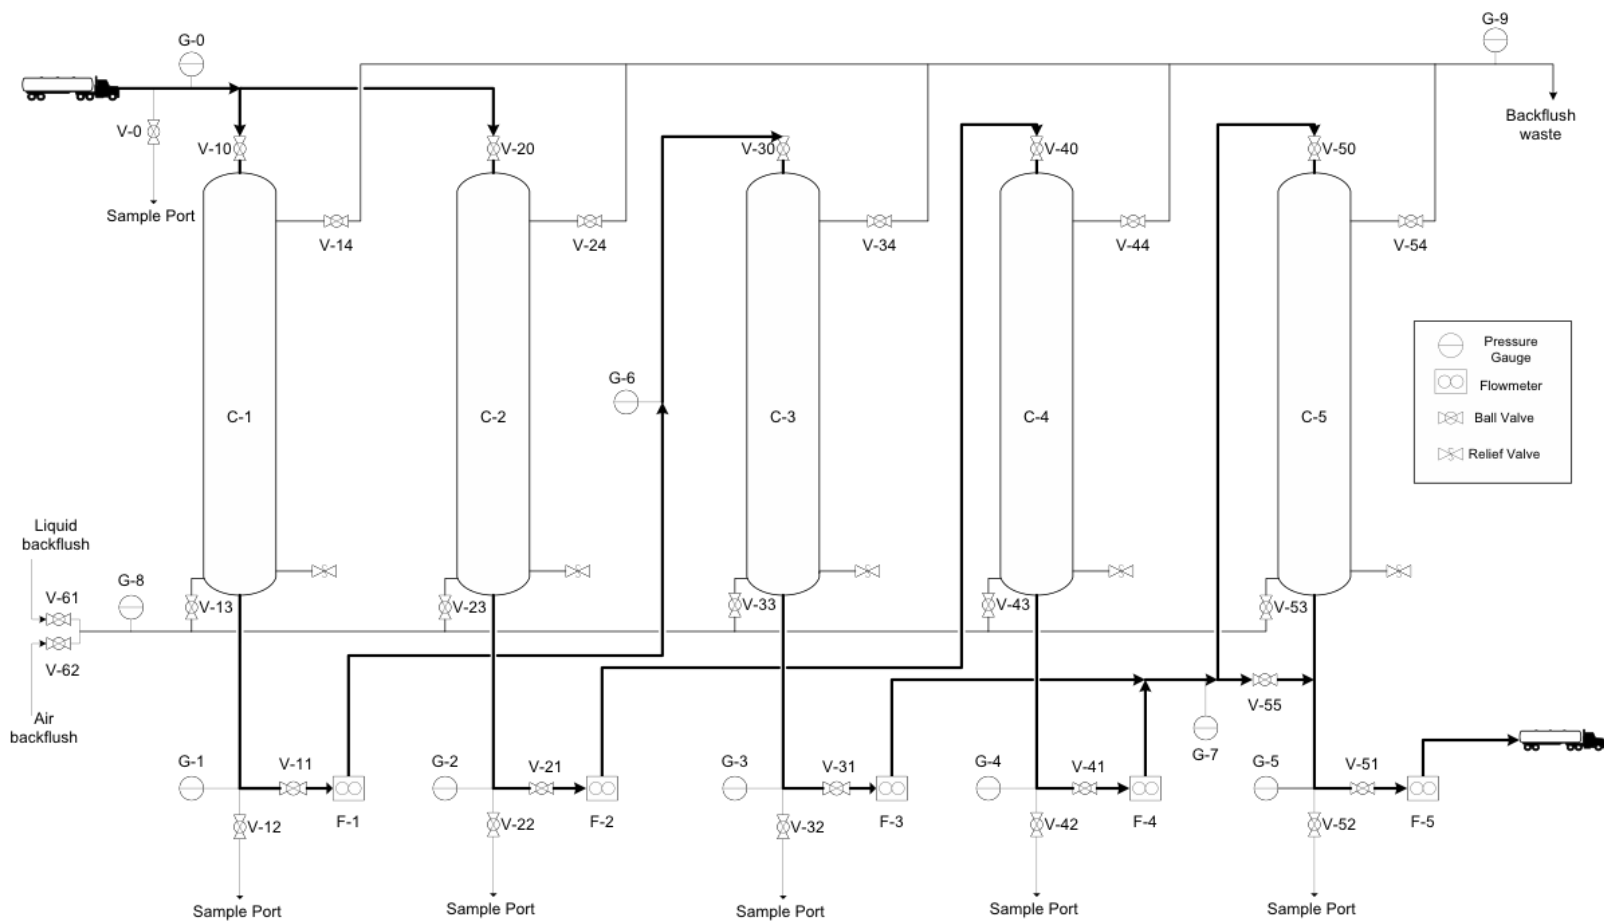 G-0
G-9
V-0
V-10
V-20
V-30
V-40
V-50
Backflush
waste
Sample Port
V-14
V-24
V-34
V-44
V-54
Pressure
Gauge
Flowmeter
Ball Valve
Relief Valve
G-6
C-1
C-2
C-3
C-4
C-5
Liquid
backflush
G-8
V-61
V-13
V-23
V-33
V-43
V-53
V-62
Air
backflush
V-55
G-7
G-1
V-11
G-2
V-21
G-3
V-31
G-4
V-41
G-5
V-51
F-1
F-2
F-3
F-4
F-5
V-12
V-22
V-32
V-42
V-52
Sample Port
Sample Port
Sample Port
Sample Port
Sample Port